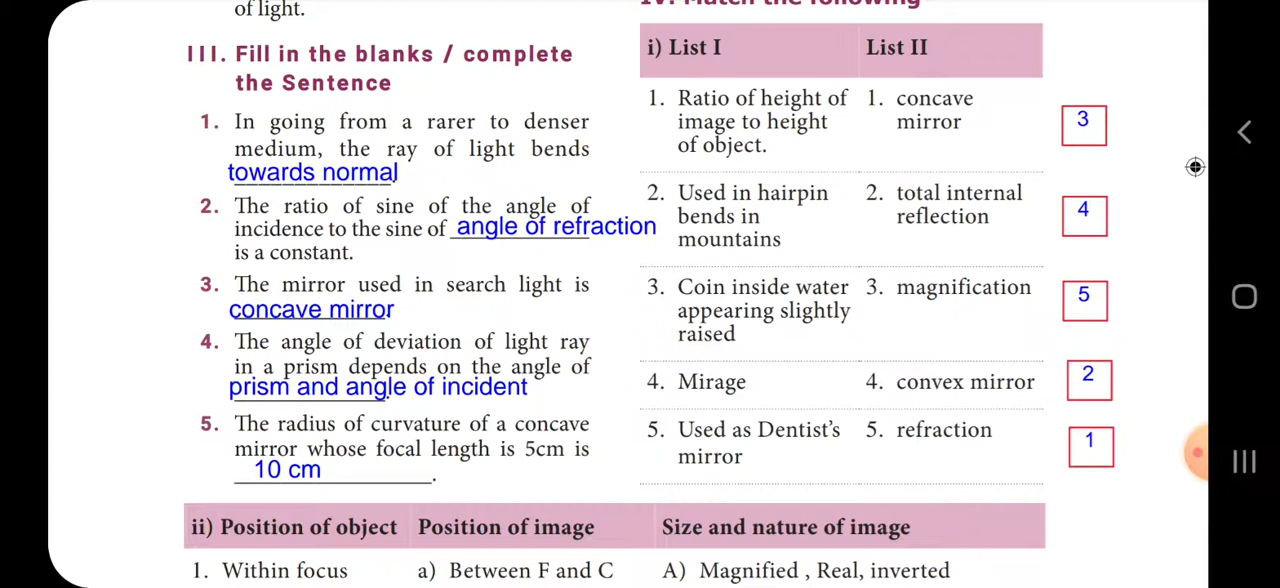 of light.
III. Fill in the blanks / complete
the Sentence
1. In going from a rarer to denser
medium, the ray of light bends
towards normal.
2. The ratio of sine of the angle of
incidence to the sine of angle of refraction
is a constant.
3. The mirror used in search light is
concave mirror
4. The angle of deviation of light ray
in a prism depends on the angle of
prism and angle of incident
5. The radius of curvature of a concave
mirror whose focal length is 5cm is
10 cm.
IV. Match the following
i) List I List II
1. Ratio of height of 1. concave 3
image to height mirror
of object.
2. Used in hairpin 2. total internal 4
bends in reflection
mountains
3. Coin inside water 3. magnification 5
appearing slightly
raised
4. Mirage 4. convex mirror 2
5. Used as Dentist's 5. refraction 1
mirror
ii) Position of object Position of image Size and nature of image
1. Within focus a) Between F and C A) Magnified , Real, inverted